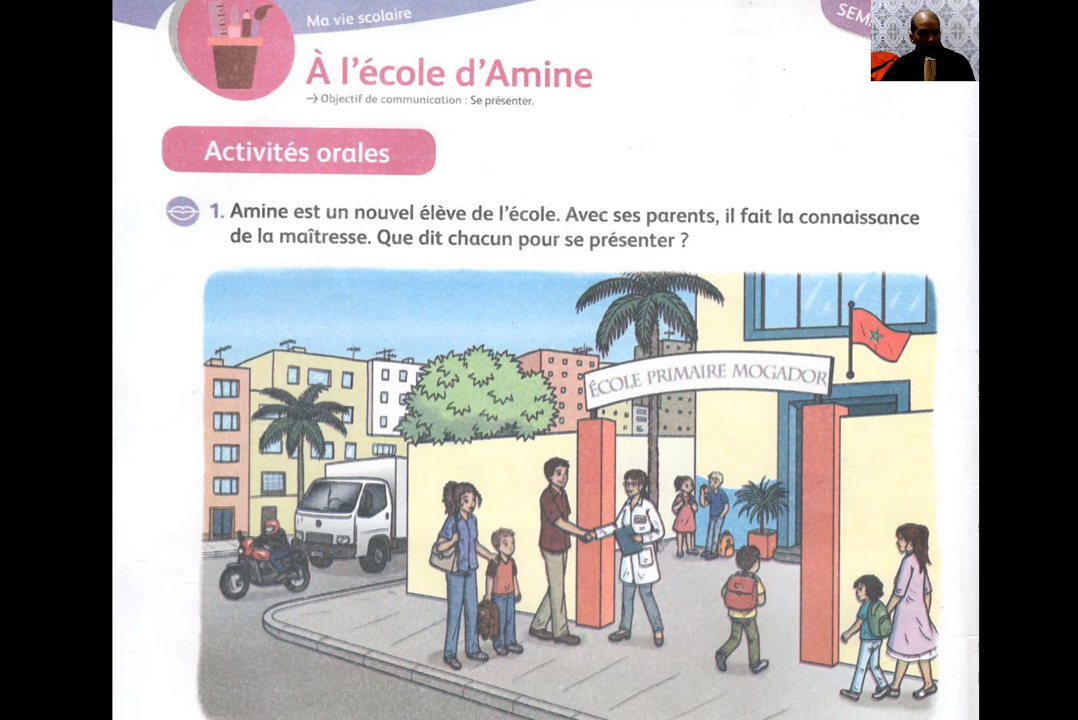 Ma vie scolaire
À l'école d'Amine
→ Objectif de communication : Se présenter.
Activités orales
1. Amine est un nouvel élève de l'école. Avec ses parents, il fait la connaissance
de la maîtresse. Que dit chacun pour se présenter ?
ÉCOLE PRIMAIRE MOGADOR